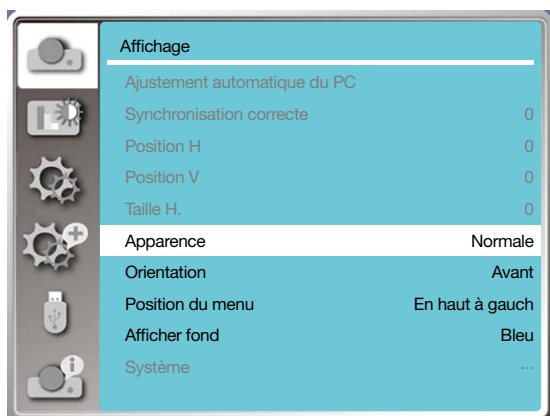 Affichage
Ajustement automatique du PC
Synchronisation correcte 0
Position H 0
Position V 0
Taille H. 0
Apparence Normale
Orientation Avant
Position du menu En haut à gauch
Afficher fond Bleu
Système ...